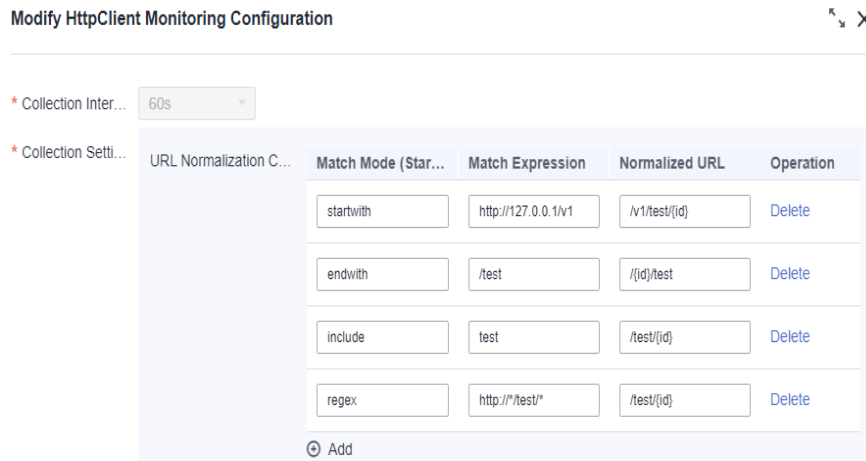 Modify HttpClient Monitoring Configuration
* Collection Inter... 60s
* Collection Setti...
URL Normalization C... Match Mode (Star... Match Expression Normalized URL Operation
startwith http://127.0.0.1/v1 /v1/test/{id} Delete
endwith /test /{id}/test Delete
include test /test/{id} Delete
regex http://*/test/* /test/{id} Delete
Add